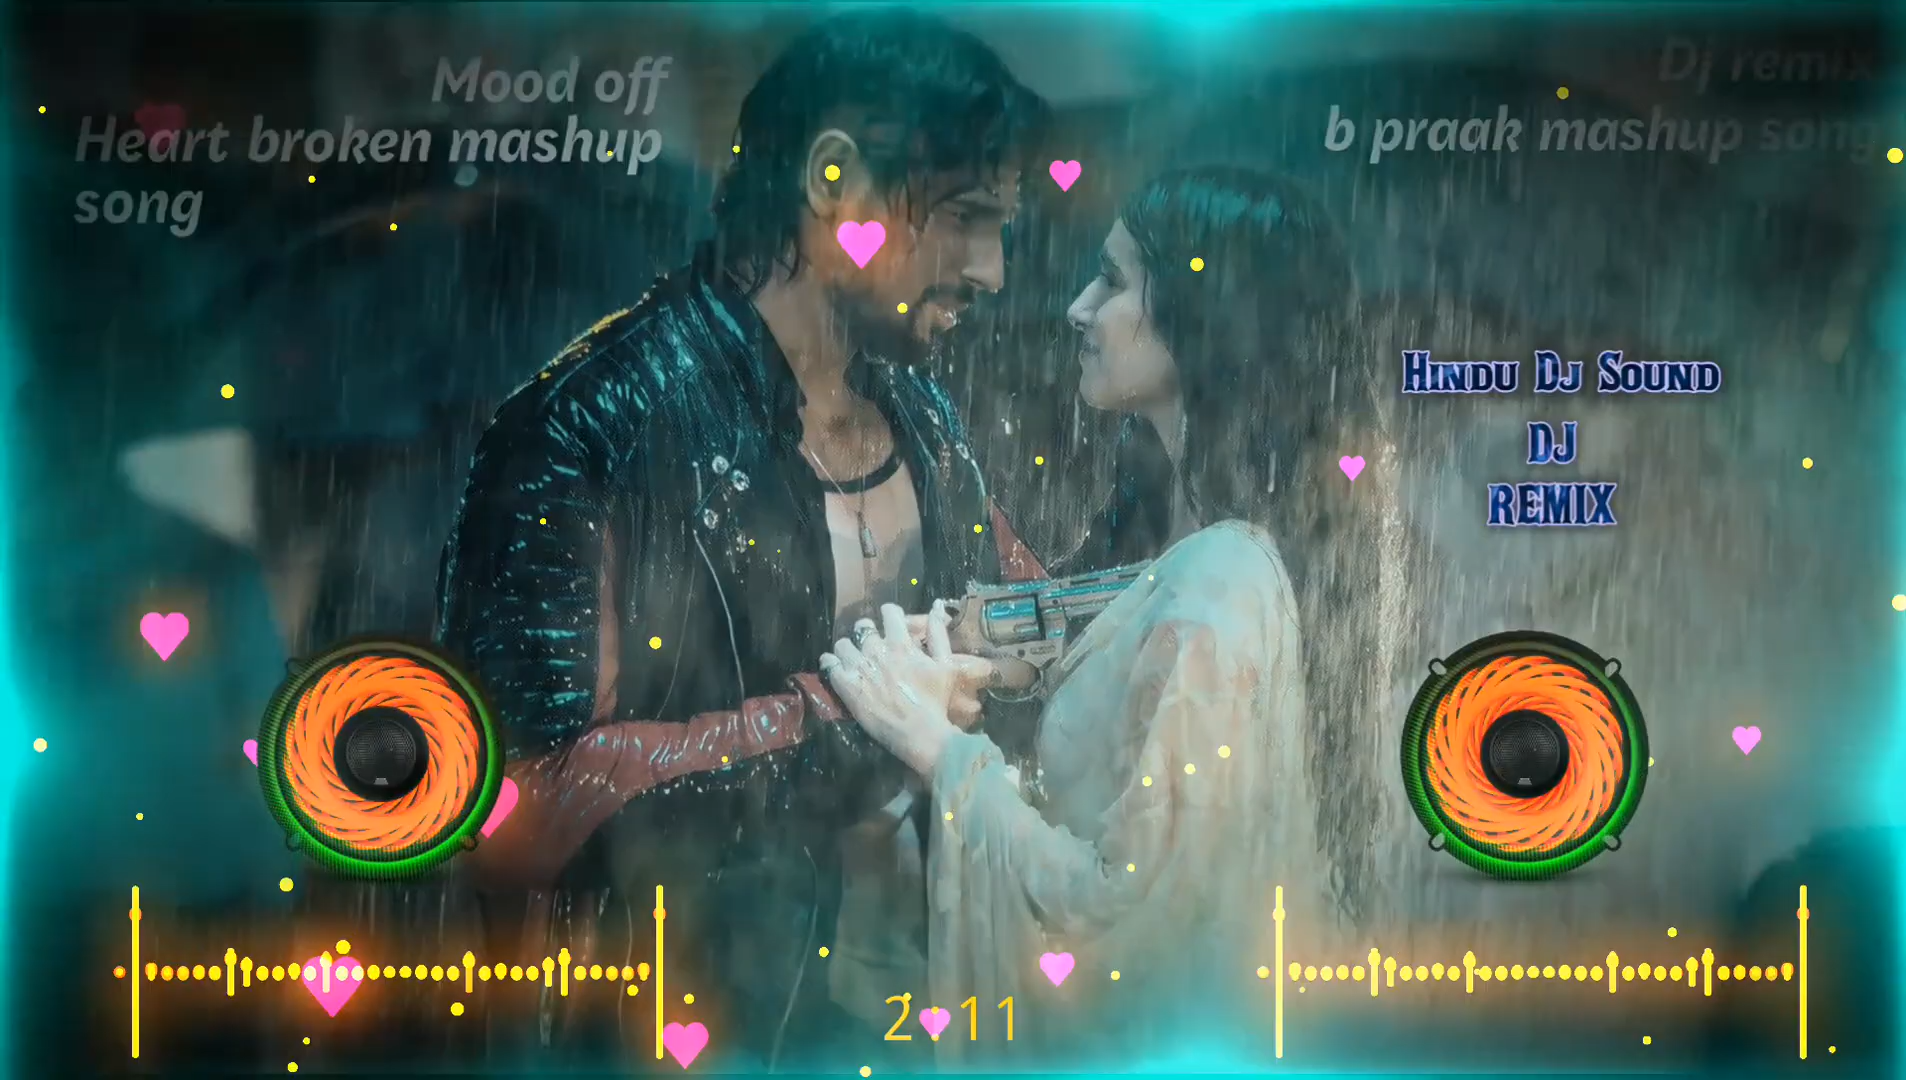 Mood off
Heart broken mashup
song
Dj remix
b praak mashup song
Hindu Dj Sound
DJ
REMIX
2:11